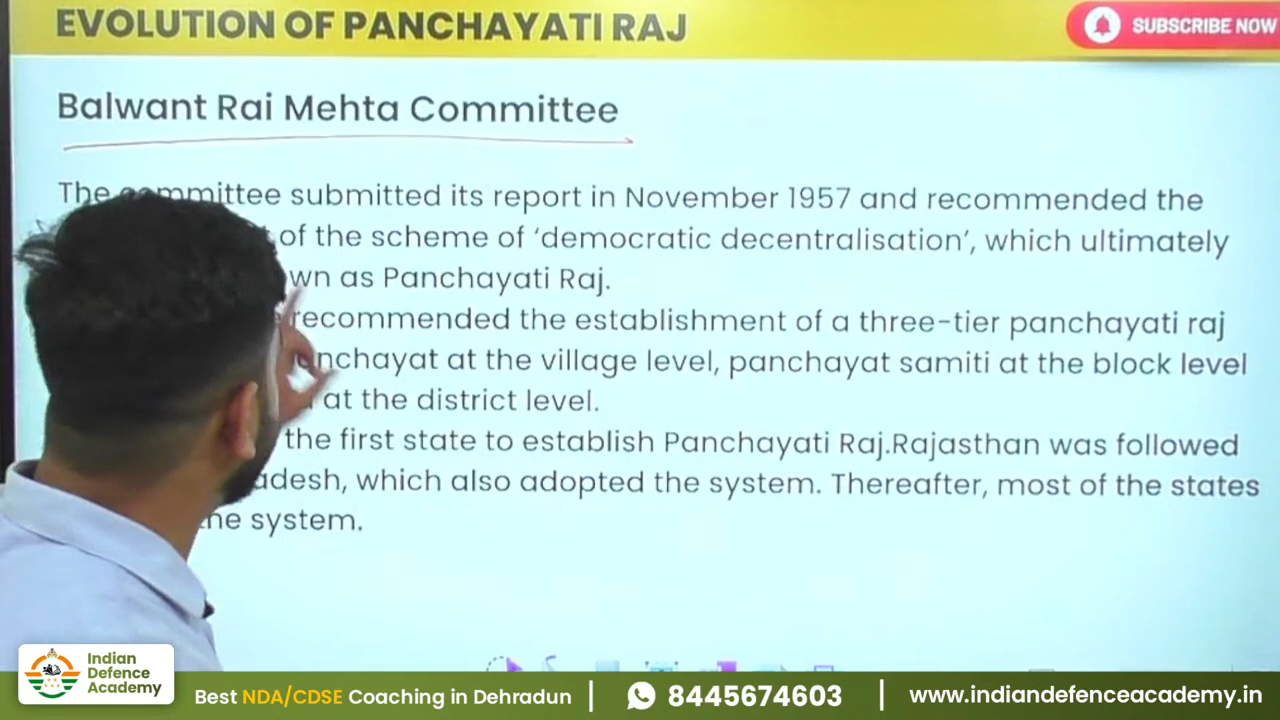 EVOLUTION OF PANCHAYATI RAJ
SUBSCRIBE NOW
Balwant Rai Mehta Committee
The committee submitted its report in November 1957 and recommended the
of the scheme of ‘democratic decentralisation’, which ultimately
as Panchayati Raj.
recommended the establishment of a three-tier panchayati raj
at the village level, panchayat samiti at the block level
at the district level.
the first state to establish Panchayati Raj.Rajasthan was followed
which also adopted the system. Thereafter, most of the states
the system.
Indian
Defence
Academy
Best NDA/CDSE Coaching in Dehradun | 8445674603 | www.indiandefenceacademy.in